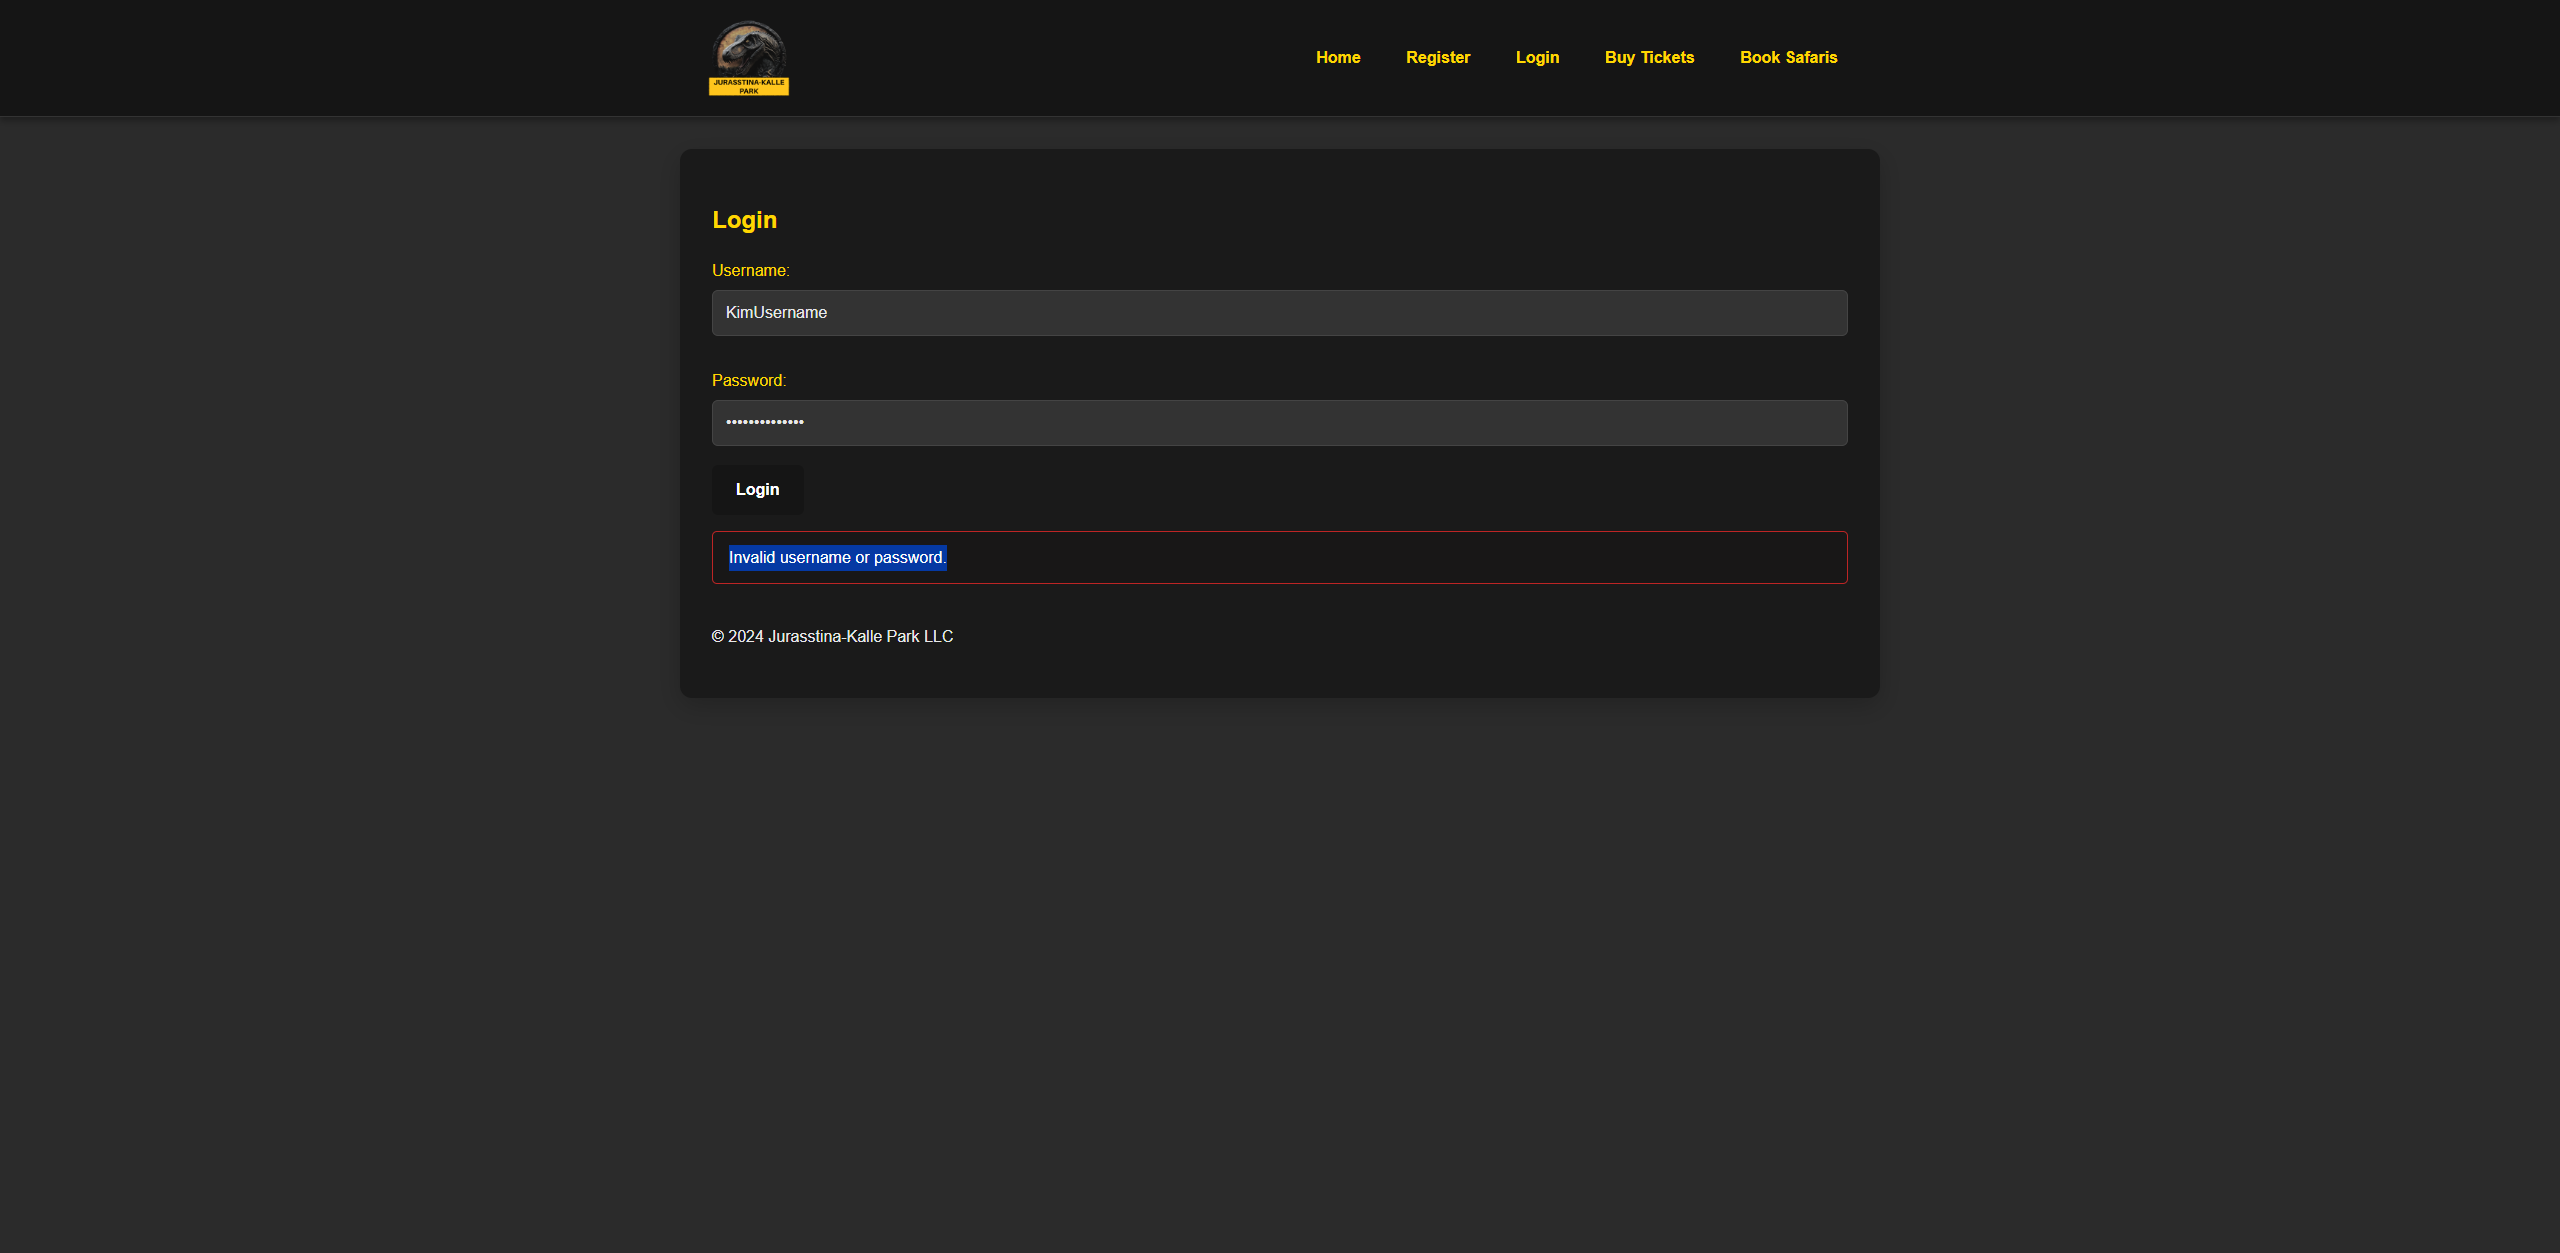 JURASSTINA-KALLE
PARK
Home Register Login Buy Tickets Book Safaris
Login
Username:
KimUsername
Password:
••••••••••••••
Login
Invalid username or password.
© 2024 Jurasstina-Kalle Park LLC